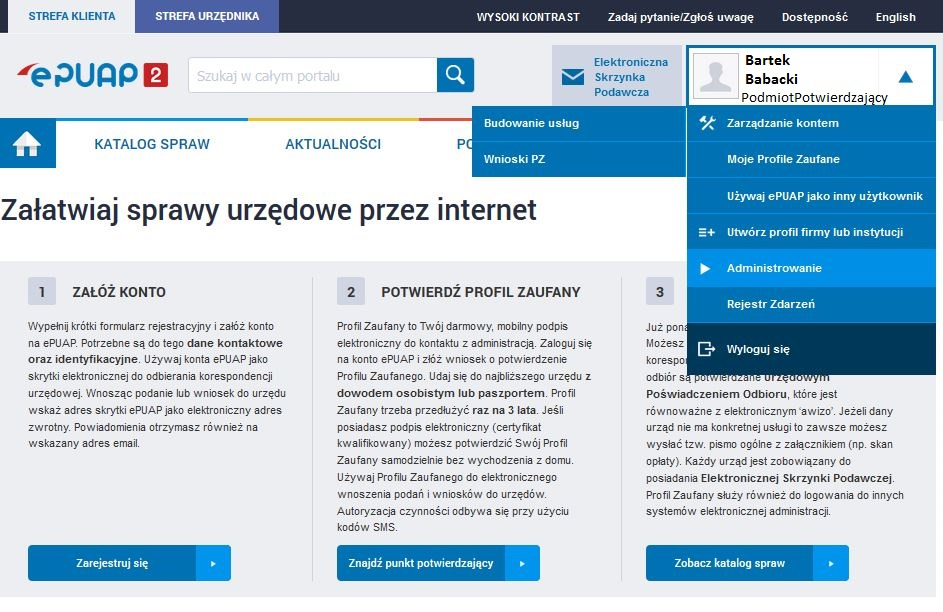 STREFA KLIENTA
STREFA URZĘDNIKA
WYSOKI KONTRAST
Zadaj pytanie/Zgłoś uwagę
Dostępność
English
ePUAP 2
Szukaj w całym portalu
Elektroniczna
Skrzynka
Podawcza
Bartek
Babacki
PodmiotPotwierdzający
Budowanie usług
Wnioski PZ
Zarządzanie kontem
Moje Profile Zaufane
Używaj ePUAP jako inny użytkownik
Utwórz profil firmy lub instytucji
Administrowanie
Rejestr Zdarzeń
Wyloguj się
KATALOG SPRAW
AKTUALNOŚCI
Załatwiaj sprawy urzędowe przez internet
1 ZAŁÓŻ KONTO
Wypełnij krótki formularz rejestracyjny i załóż konto
na ePUAP. Potrzebne są do tego dane kontaktowe
oraz identyfikacyjne. Używaj konta ePUAP jako
skrytki elektronicznej do odbierania korespondencji
urzędowej. Wnosząc podanie lub wniosek do urzędu
wskaż adres skrytki ePUAP jako elektroniczny adres
zwrotny. Powiadomienia otrzymasz również na
wskazany adres email.
Zarejestruj się
2 POTWIERDŹ PROFIL ZAUFANY
Profil Zaufany to Twój darmowy, mobilny podpis
elektroniczny do kontaktu z administracją. Zaloguj się
na konto ePUAP i złóż wniosek o potwierdzenie
Profilu Zaufanego. Udaj się do najbliższego urzędu z
dowodem osobistym lub paszportem. Profil
Zaufany trzeba przedłużyć raz na 3 lata. Jeśli
posiadasz podpis elektroniczny (certyfikat
kwalifikowany) możesz potwierdzić Swój Profil
Zaufany samodzielnie bez wychodzenia z domu.
Używaj Profilu Zaufanego do elektronicznego
wnoszenia podań i wniosków do urzędów.
Autoryzacja czynności odbywa się przy użyciu
kodów SMS.
Znajdź punkt potwierdzający
3
Już
Możesz
odbiór są potwierdzane Urzędowym
Poświadczeniem Odbioru, które jest
równoważne z elektronicznym 'awizo'. Jeżeli dany
urząd nie ma konkretnej usługi to zawsze możesz
wysłać tzw. pismo ogólne z załącznikiem (np. skan
opłaty). Każdy urząd jest zobowiązany do
posiadania Elektronicznej Skrzynki Podawczej.
Profil Zaufany służy również do logowania do innych
systemów elektronicznej administracji.
Zobacz katalog spraw